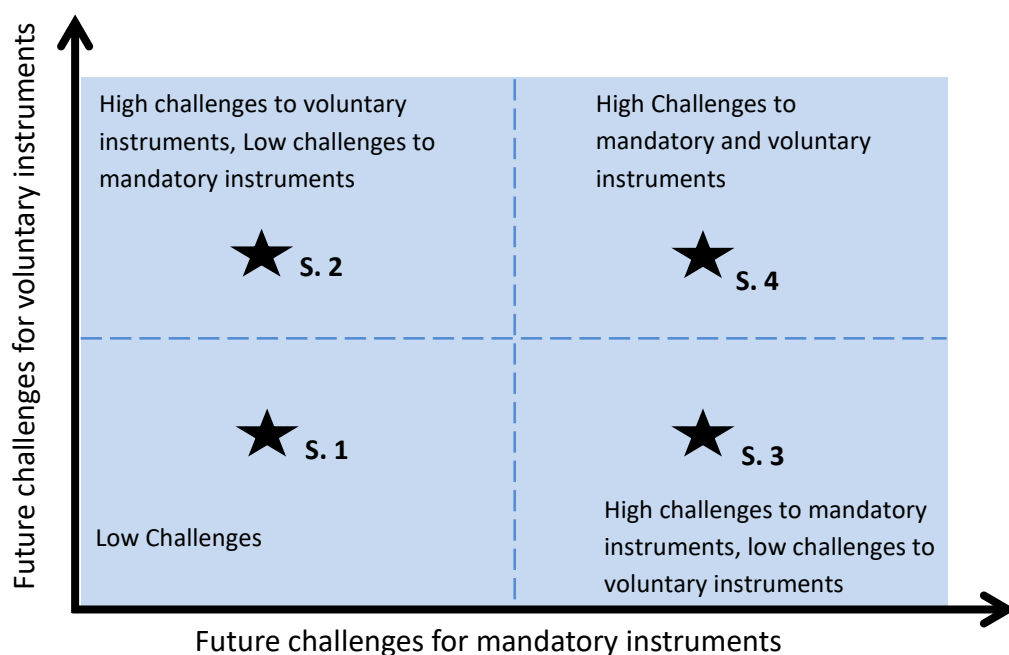 Future challenges for voluntary instruments
High challenges to voluntary
instruments, Low challenges to
mandatory instruments
High Challenges to
mandatory and voluntary
instruments
S. 2
S. 4
S. 1
S. 3
Low Challenges
High challenges to mandatory
instruments, low challenges to
voluntary instruments
Future challenges for mandatory instruments